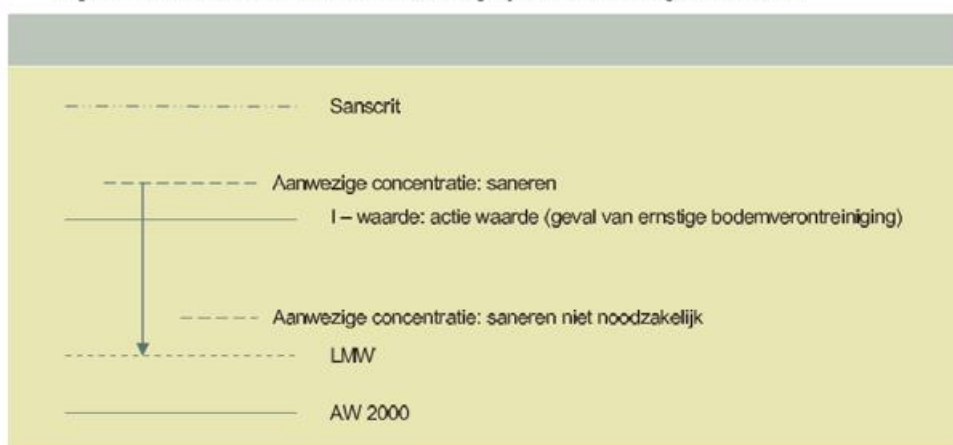 Sanscrit
Aanwezige concentratie: saneren
I – waarde: actie waarde (geval van ernstige bodemverontreiniging)
Aanwezige concentratie: saneren niet noodzakelijk
LMW
AW 2000